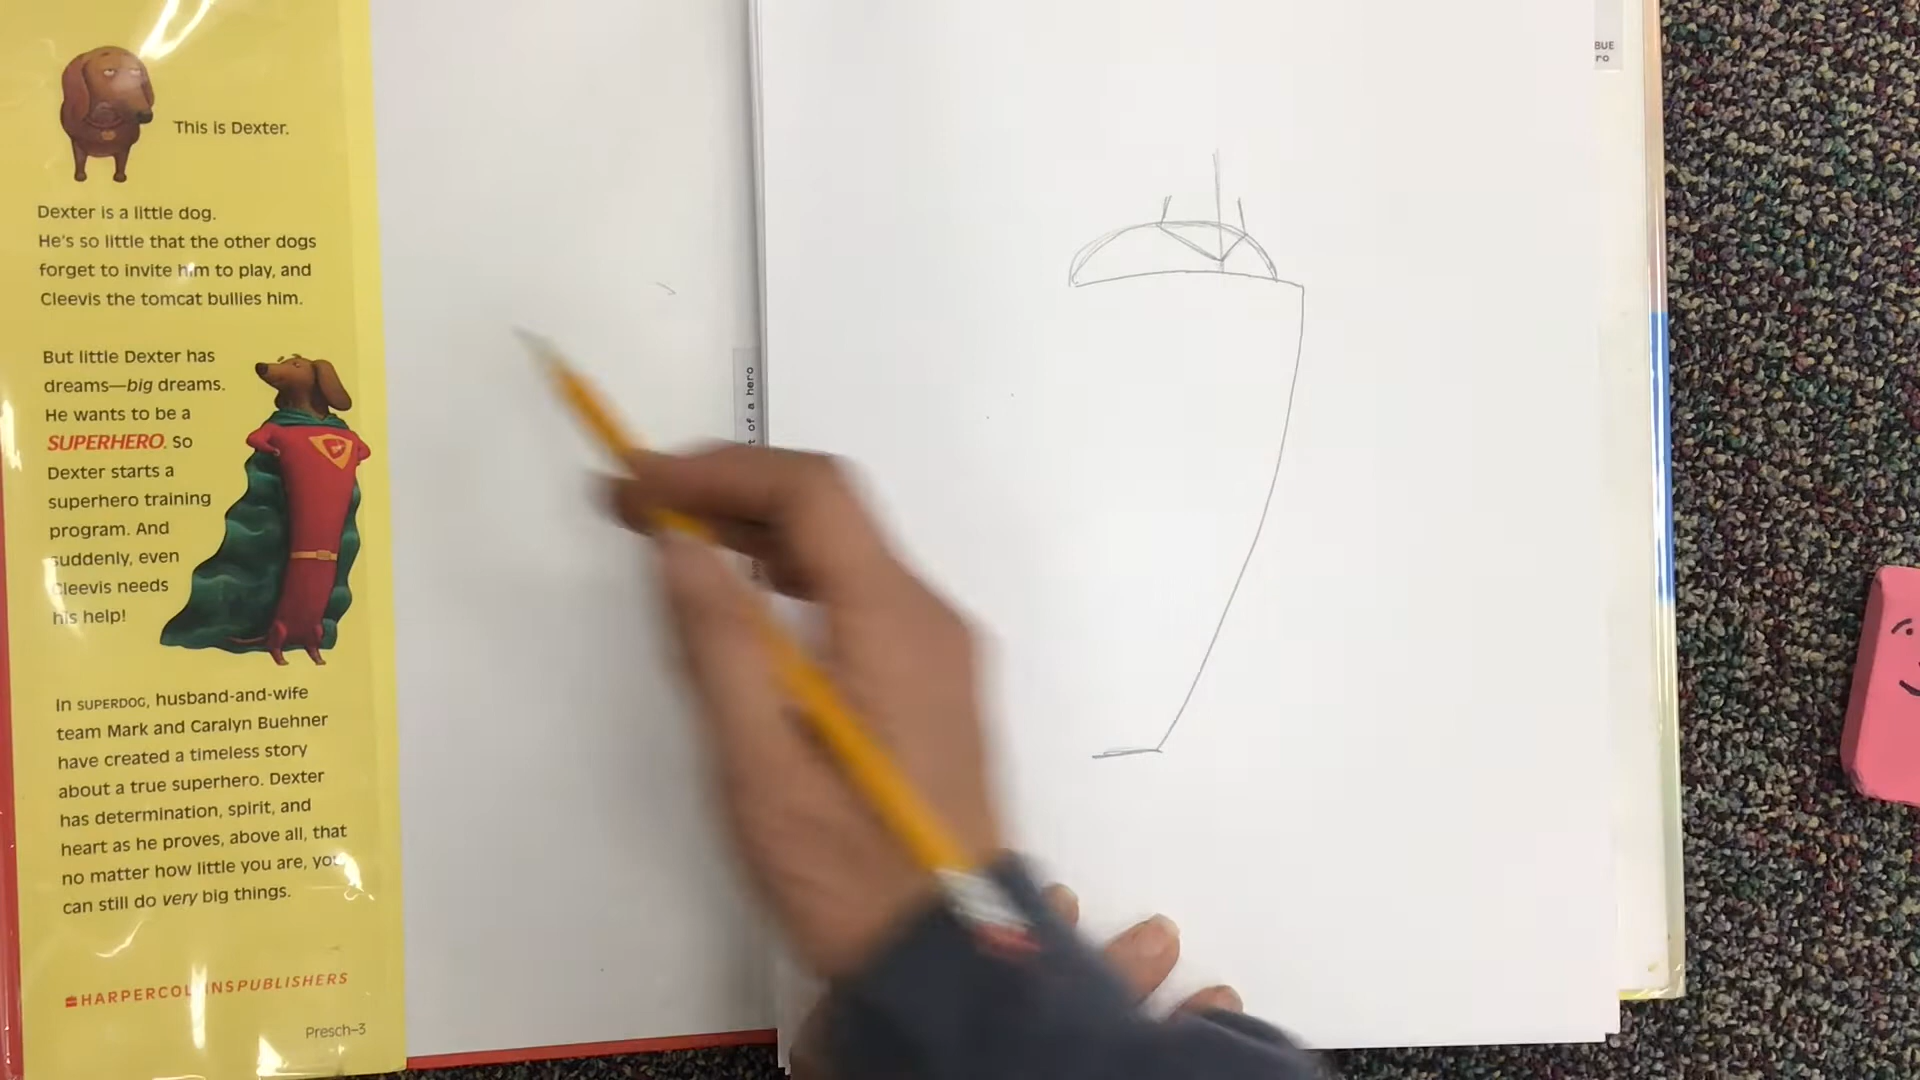 This is Dexter.
Dexter is a little dog.
He's so little that the other dogs
forget to invite him to play, and
Cleevis the tomcat bullies him.
But little Dexter has
dreams—big dreams.
He wants to be a
SUPERHERO. So
Dexter starts a
superhero training
program. And
suddenly, even
Cleevis needs
his help!
In SUPERDOG, husband-and-wife
team Mark and Caralyn Buehner
have created a timeless story
about a true superhero. Dexter
has determination, spirit, and
heart as he proves, above all, that
no matter how little you are, you
can still do very big things.
HARPERCOLLINSPUBLISHERS
Presch–3
t of a hero
BUE
ro